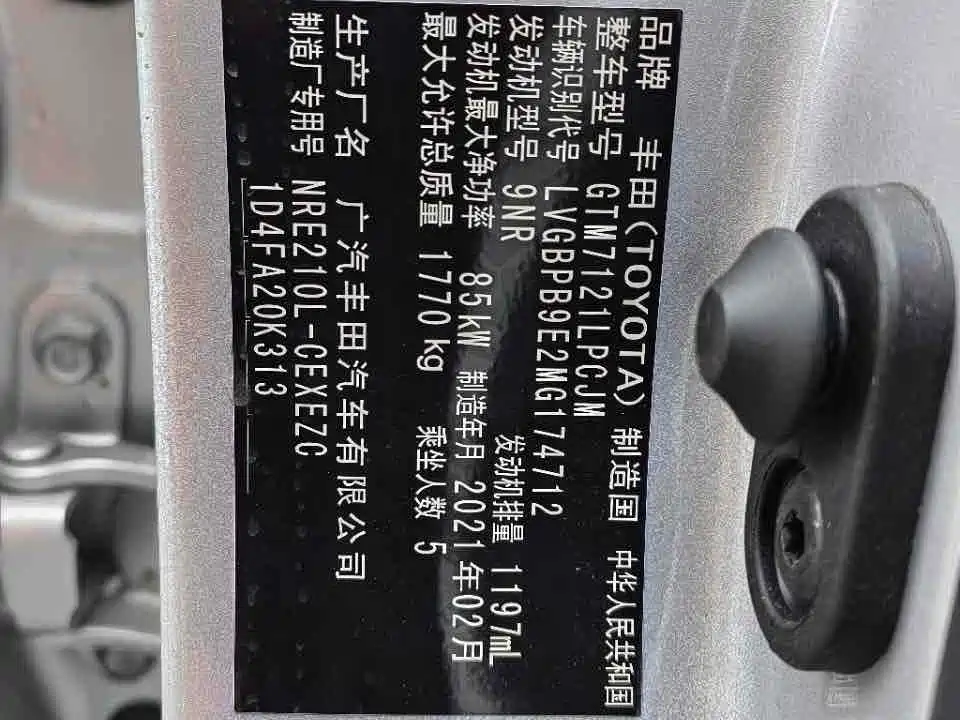 品牌 丰田(TOYOTA) 制造国 中华人民共和国
整车型号 GTM7121LPCJM
车辆识别代号 LVGBPB9E2MG174712
发动机型号 9NR 发动机排量 1197mL
发动机最大净功率 85kW 制造年月 2021年02月
最大允许总质量 1770kg 乘坐人数 5
生产厂名 广汽丰田汽车有限公司
制造厂专用号 NRE210L-CEXEZC
1D4FA20K313